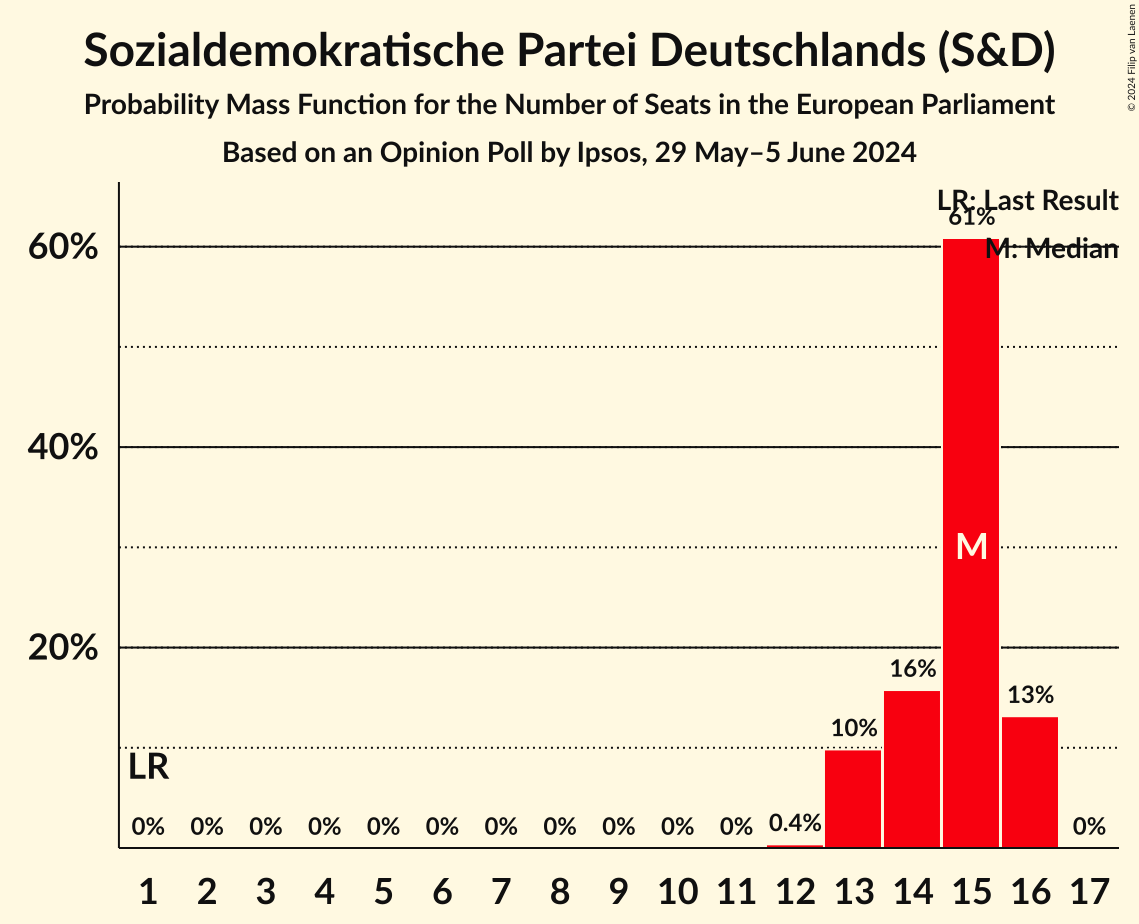 Sozialdemokratische Partei Deutschlands (S&D)
Probability Mass Function for the Number of Seats in the European Parliament
Based on an Opinion Poll by Ipsos, 29 May–5 June 2024
© 2024 Filip van Laenen
LR: Last Result
M: Median
61%
60%
40%
M
20%
16%
13%
10%
LR
0% 0% 0% 0% 0% 0% 0% 0% 0% 0% 0% 0.4% 0%
1 2 3 4 5 6 7 8 9 10 11 12 13 14 15 16 17